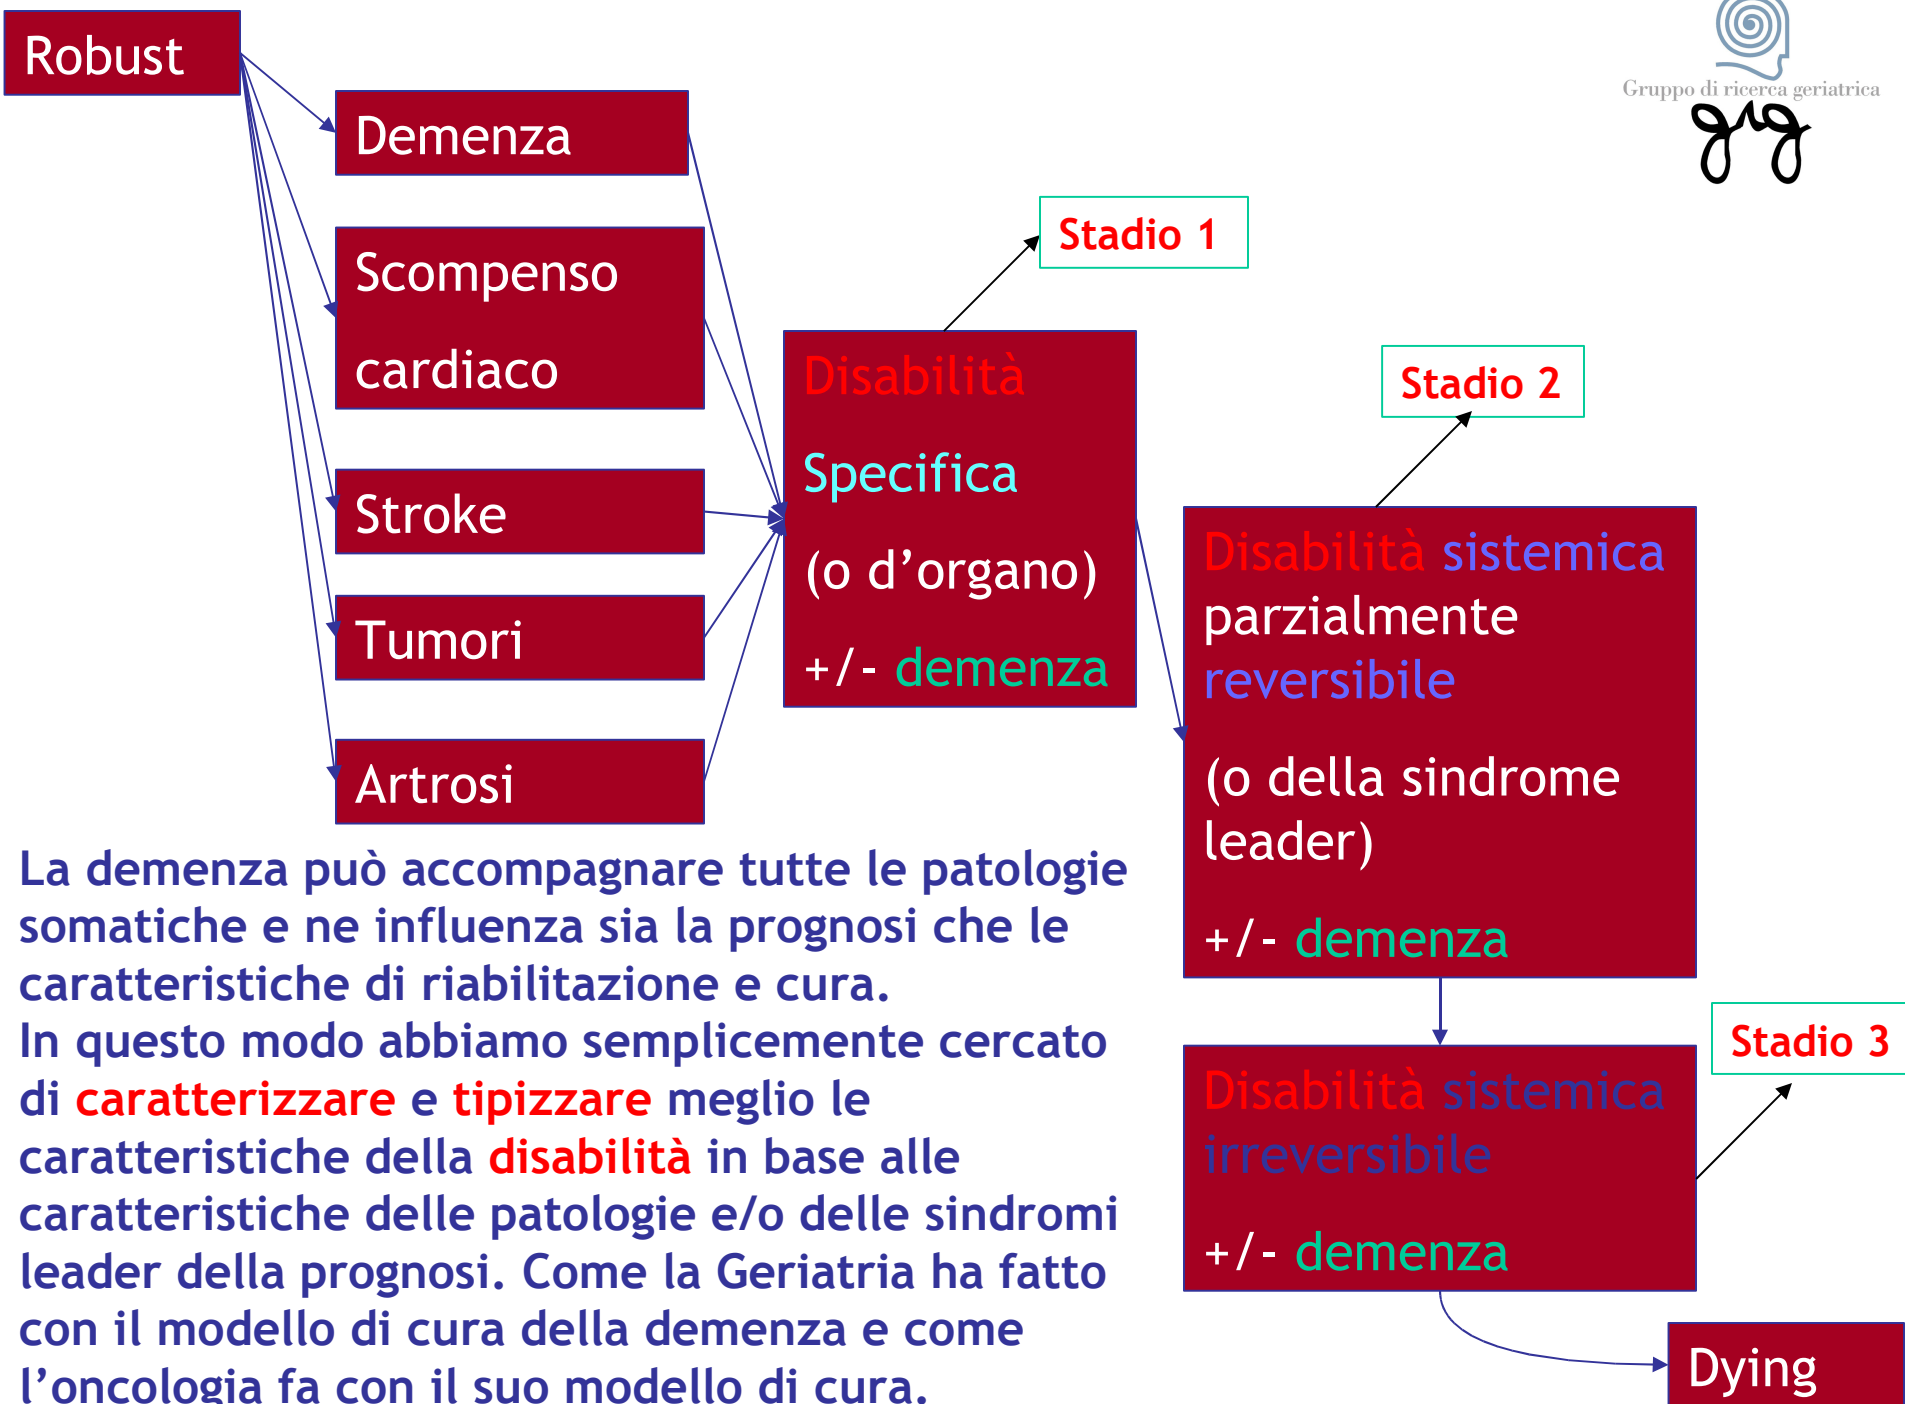 Robust
Gruppo di ricerca geriatrica
grg
Demenza
Scompenso
cardiaco
Stroke
Tumori
Artrosi
Stadio 1
Disabilità
Specifica
(o d’organo)
+/- demenza
Stadio 2
Disabilità sistemica
parzialmente
reversibile
(o della sindrome
leader)
+/- demenza
Stadio 3
Disabilità sistemica
irreversibile
+/- demenza
Dying
La demenza può accompagnare tutte le patologie
somatiche e ne influenza sia la prognosi che le
caratteristiche di riabilitazione e cura.
In questo modo abbiamo semplicemente cercato
di caratterizzare e tipizzare meglio le
caratteristiche della disabilità in base alle
caratteristiche delle patologie e/o delle sindromi
leader della prognosi. Come la Geriatria ha fatto
con il modello di cura della demenza e come
l’oncologia fa con il suo modello di cura.